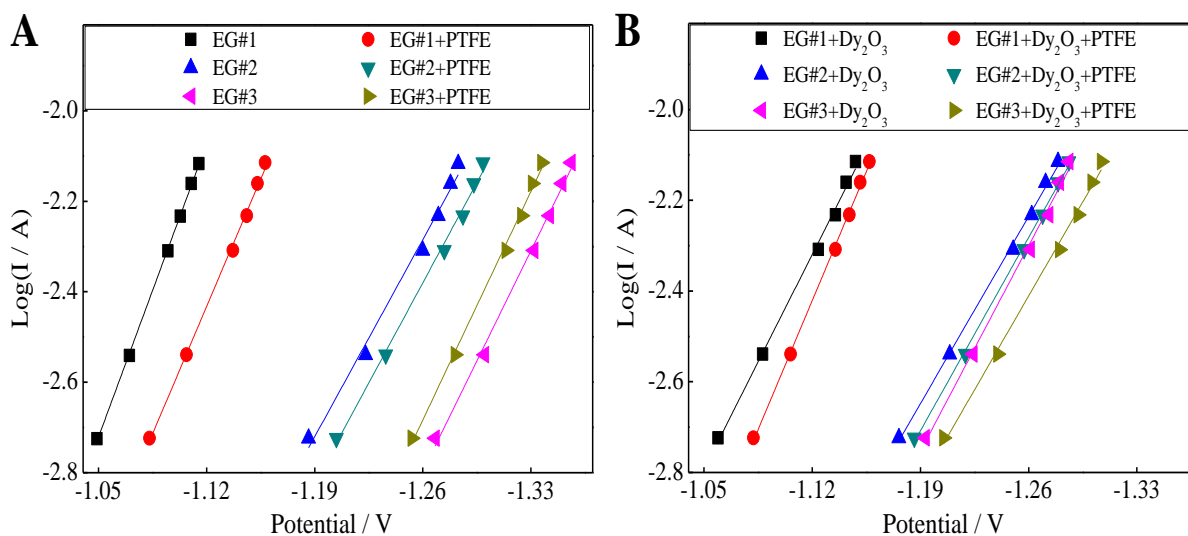 A
EG#1 EG#1+PTFE
EG#2 EG#2+PTFE
EG#3 EG#3+PTFE
Log(I / A)
-2.0
-2.2
-2.4
-2.6
-2.8
-1.05 -1.12 -1.19 -1.26 -1.33
Potential / V
B
EG#1+Dy₂O₃ EG#1+Dy₂O₃+PTFE
EG#2+Dy₂O₃ EG#2+Dy₂O₃+PTFE
EG#3+Dy₂O₃ EG#3+Dy₂O₃+PTFE
Log(I / A)
-2.0
-2.2
-2.4
-2.6
-2.8
-1.05 -1.12 -1.19 -1.26 -1.33
Potential / V